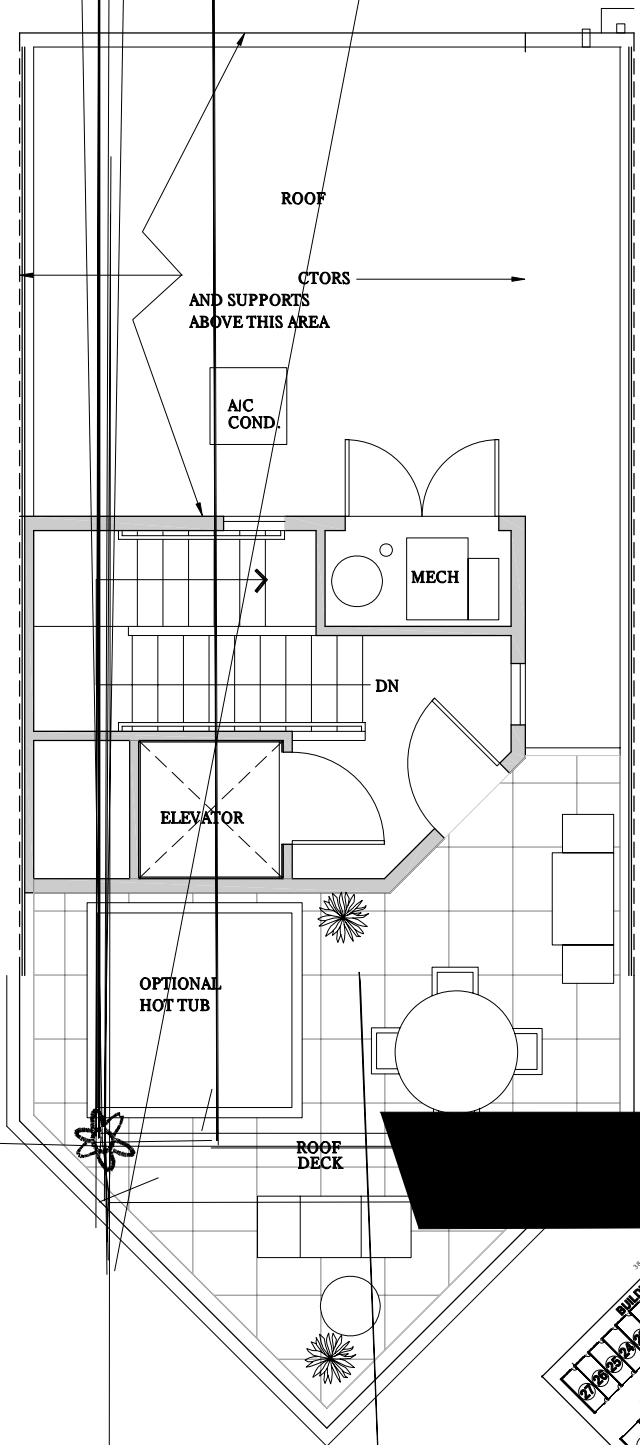 ROOF
CTORS
AND SUPPORTS
ABOVE THIS AREA
A/C
COND.
MECH
DN
ELEVATOR
OPTIONAL
HOT TUB
ROOF
DECK
BUILD
27 26 25 24